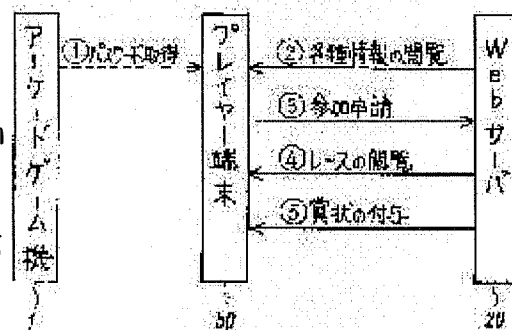 アーケードゲーム機
①パスワード取得
プレイヤー端末
②各種情報の閲覧
③参加申請
④レースの閲覧
⑤賞状の付与
Webサーバ
1
50
20